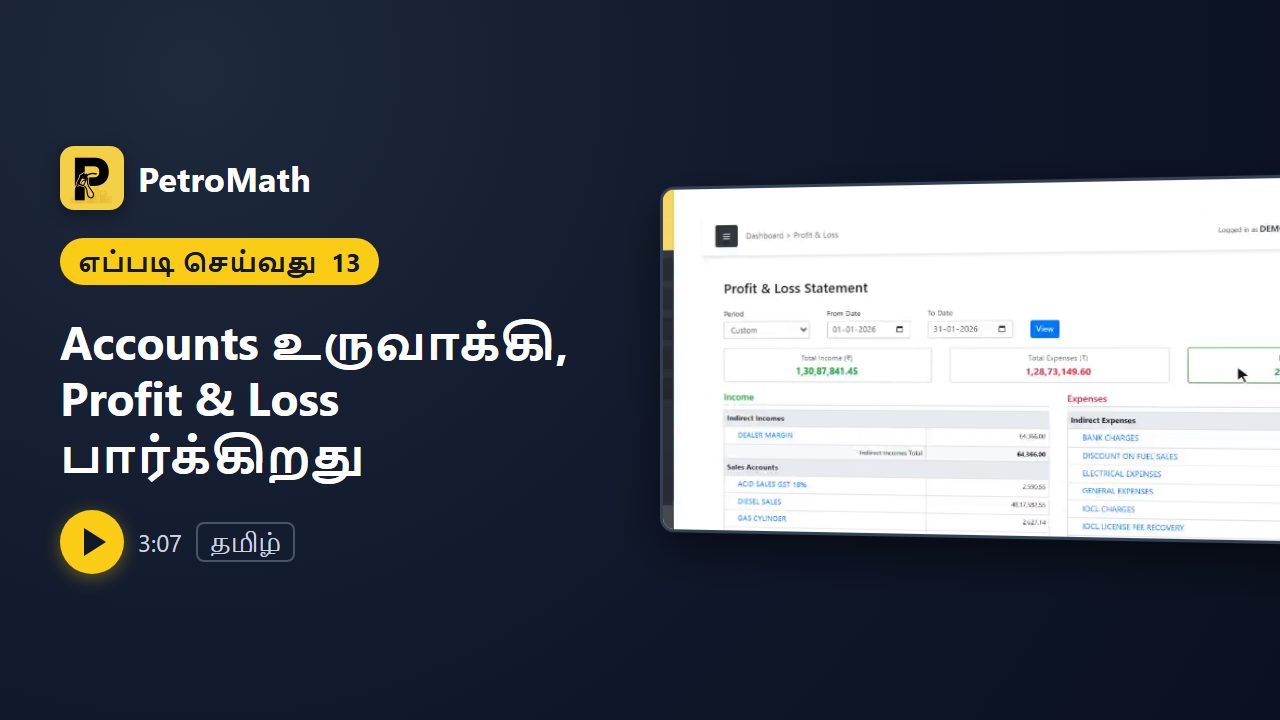 PetroMath
எப்படி செய்வது 13
Accounts உருவாக்கி,
Profit & Loss
பார்க்கிறது
3:07 தமிழ்
Dashboard > Profit & Loss
Logged in as
Profit & Loss Statement
Period From Date To Date
Custom 01-01-2026 31-01-2026 View
Total Income (₹) Total Expenses (₹)
1,30,87,841.45 1,28,73,149.60
Income
Indirect Incomes
DEALER MARGIN 64,366.00
Indirect Incomes Total 64,366.00
Sales Accounts
ACID SALES GST 18% 2,590.55
DIESEL SALES
GAS CYLINDER 2,627.14
Expenses
Indirect Expenses
BANK CHARGES
DISCOUNT ON FUEL SALES
ELECTRICAL EXPENSES
GENERAL EXPENSES
IOCL CHARGES
IOCL LICENSE FEE RECOVERY